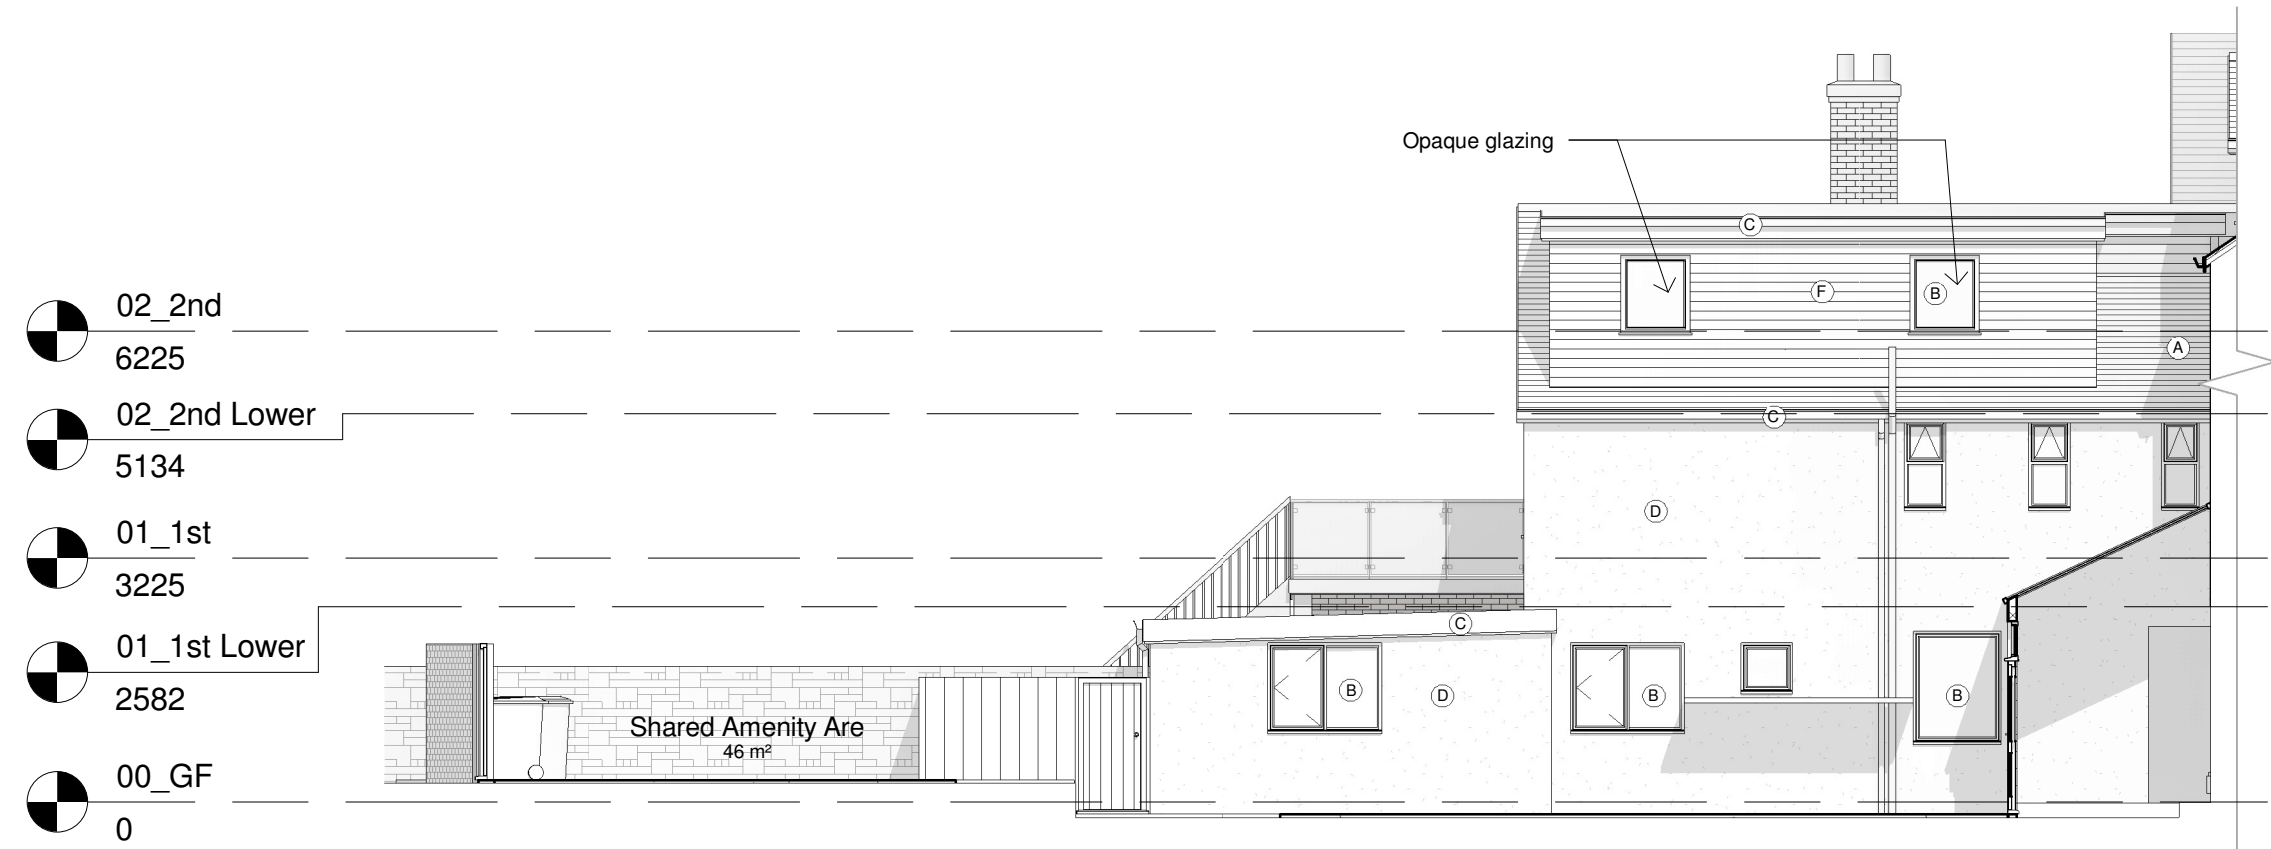 Opaque glazing
C
F
B
A
C
D
C
B
D
B
B
02_2nd
6225
02_2nd Lower
5134
01_1st
3225
01_1st Lower
2582
00_GF
0
Shared Amenity Are
46 m²